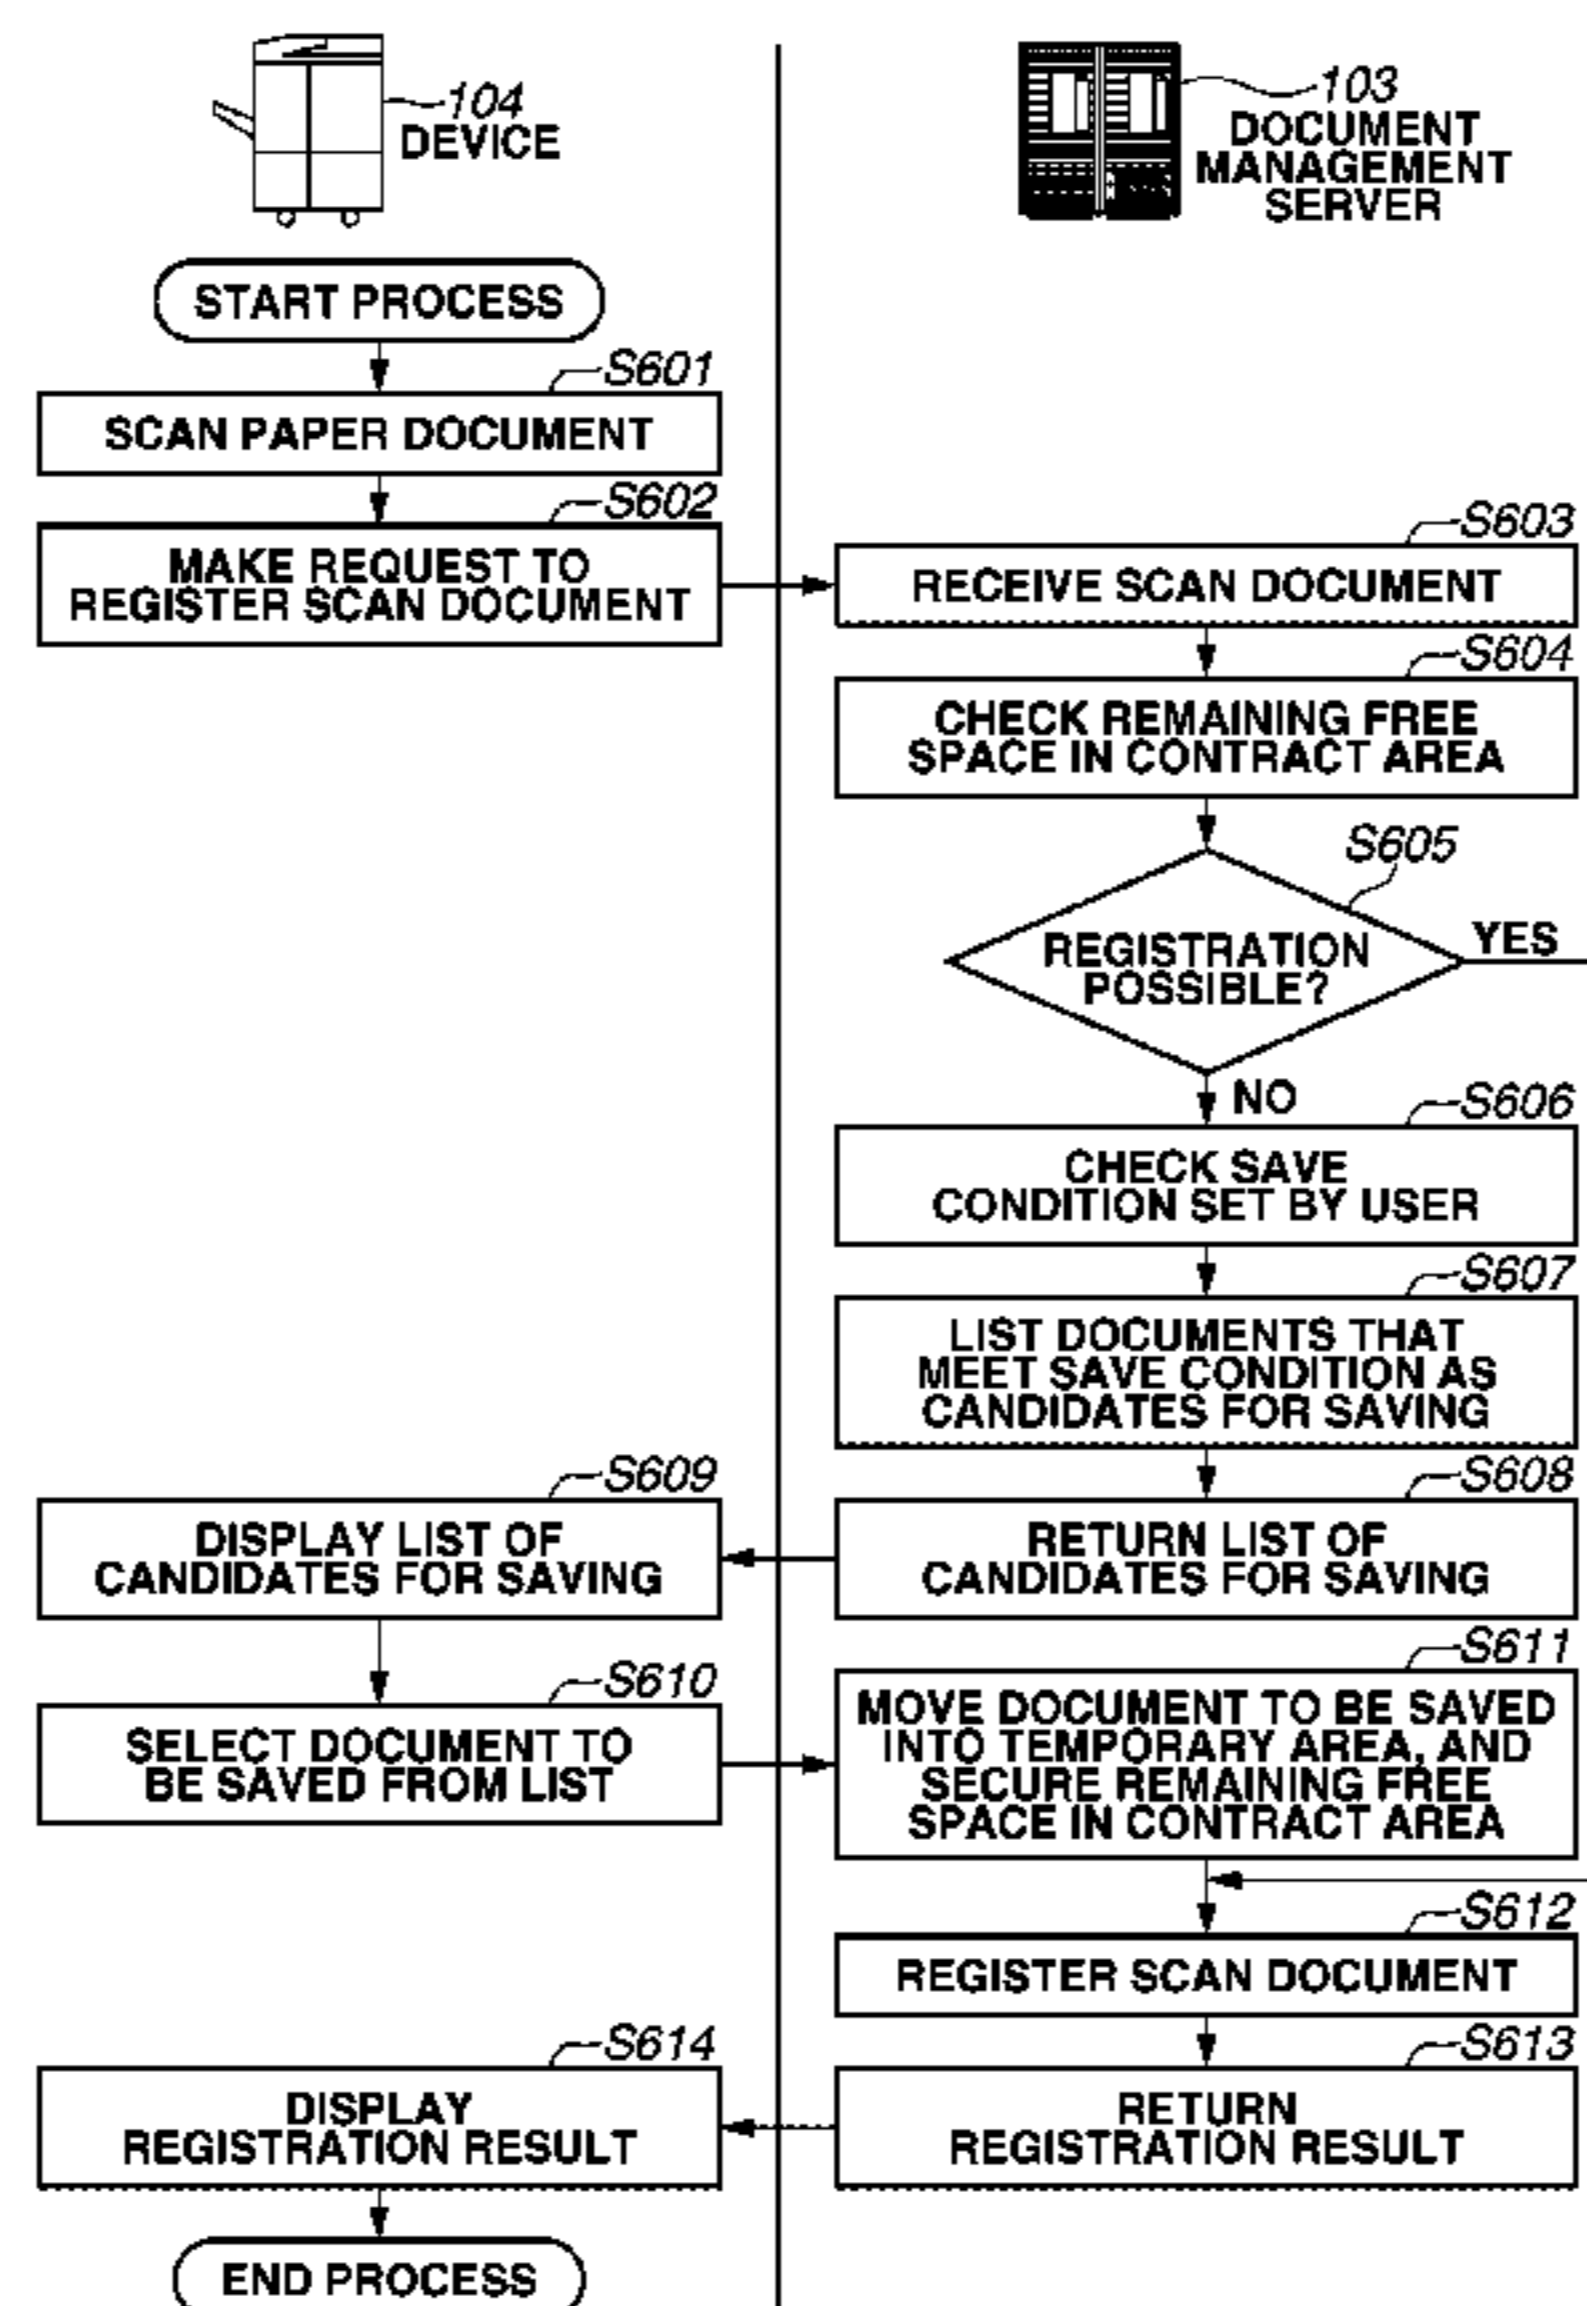 104
DEVICE
103
DOCUMENT
MANAGEMENT
SERVER
START PROCESS
S601
SCAN PAPER DOCUMENT
S602
MAKE REQUEST TO
REGISTER SCAN DOCUMENT
S603
RECEIVE SCAN DOCUMENT
S604
CHECK REMAINING FREE
SPACE IN CONTRACT AREA
S605
REGISTRATION
POSSIBLE?
YES
NO
S606
CHECK SAVE
CONDITION SET BY USER
S607
LIST DOCUMENTS THAT
MEET SAVE CONDITION AS
CANDIDATES FOR SAVING
S608
RETURN LIST OF
CANDIDATES FOR SAVING
S609
DISPLAY LIST OF
CANDIDATES FOR SAVING
S610
SELECT DOCUMENT TO
BE SAVED FROM LIST
S611
MOVE DOCUMENT TO BE SAVED
INTO TEMPORARY AREA, AND
SECURE REMAINING FREE
SPACE IN CONTRACT AREA
S612
REGISTER SCAN DOCUMENT
S613
RETURN
REGISTRATION RESULT
S614
DISPLAY
REGISTRATION RESULT
END PROCESS